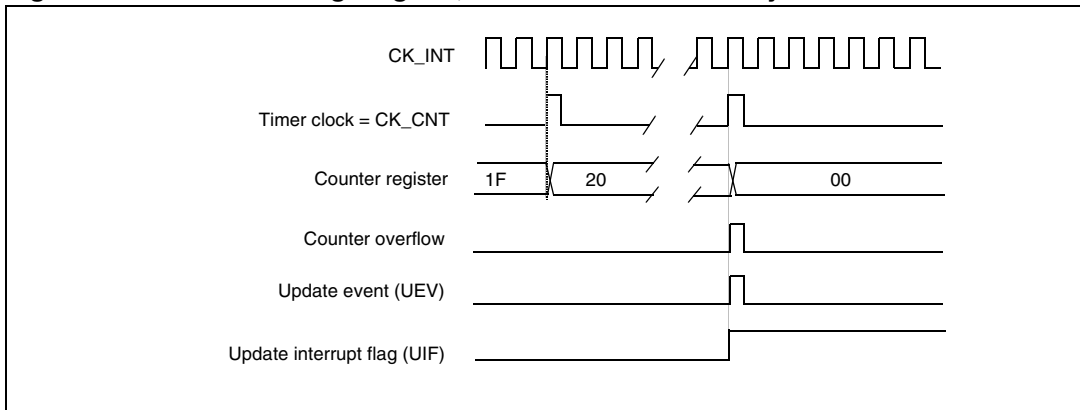 CK_INT
Timer clock = CK_CNT
Counter register 1F 20 00
Counter overflow
Update event (UEV)
Update interrupt flag (UIF)